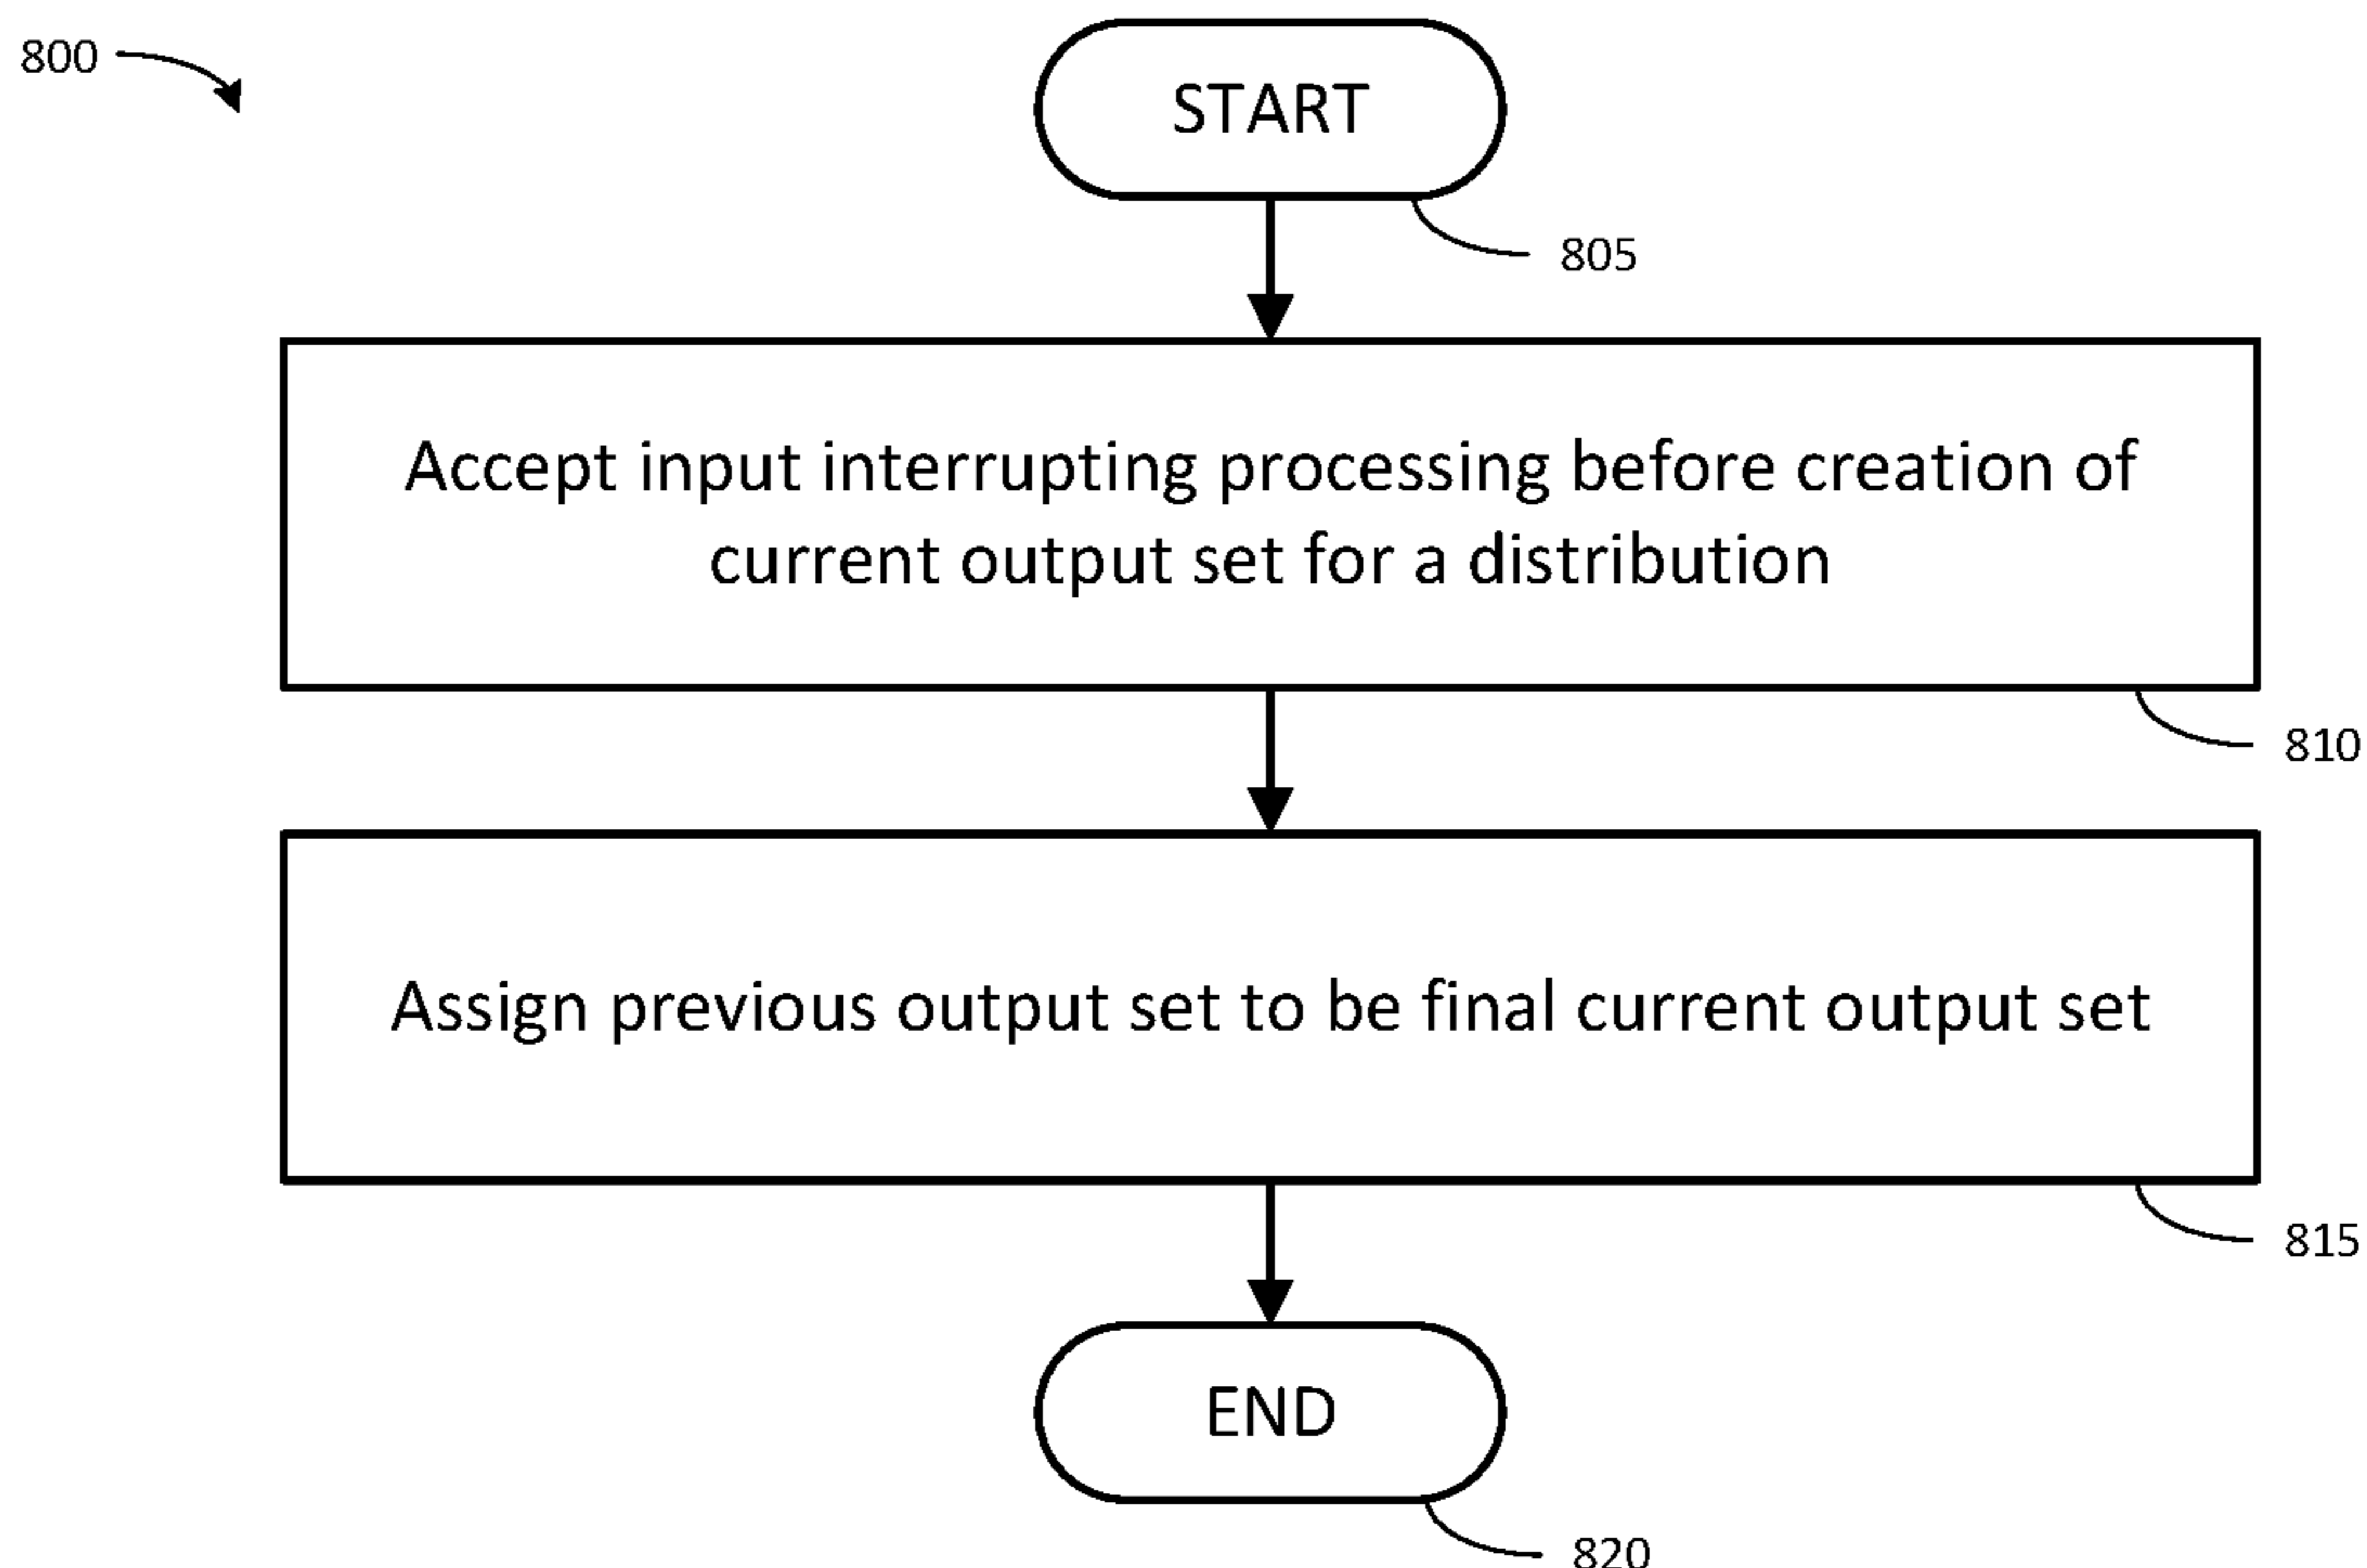 800
START
805
Accept input interrupting processing before creation of
current output set for a distribution
810
Assign previous output set to be final current output set
815
END
820